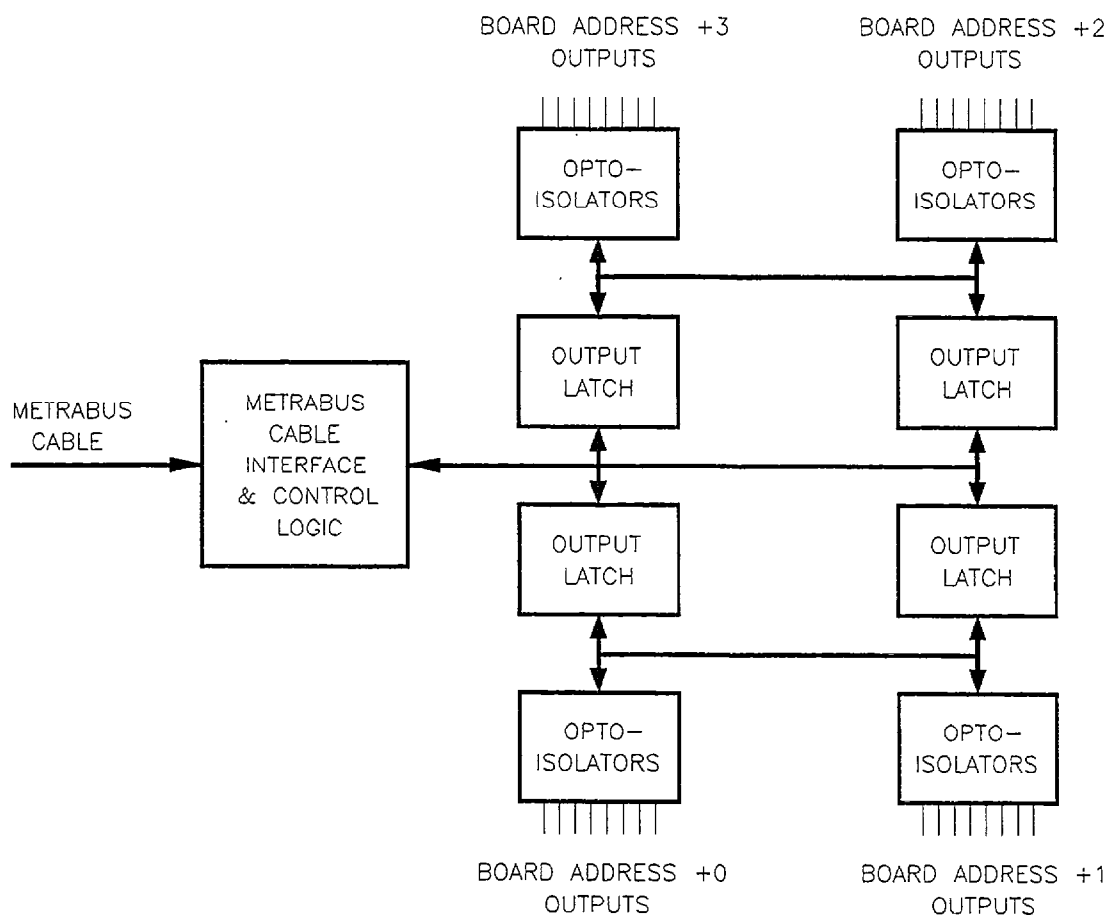 BOARD ADDRESS +3
OUTPUTS
BOARD ADDRESS +2
OUTPUTS
OPTO-
ISOLATORS
OPTO-
ISOLATORS
OUTPUT
LATCH
OUTPUT
LATCH
METRABUS
CABLE
METRABUS
CABLE
INTERFACE
& CONTROL
LOGIC
OUTPUT
LATCH
OUTPUT
LATCH
OPTO-
ISOLATORS
OPTO-
ISOLATORS
BOARD ADDRESS +0
OUTPUTS
BOARD ADDRESS +1
OUTPUTS